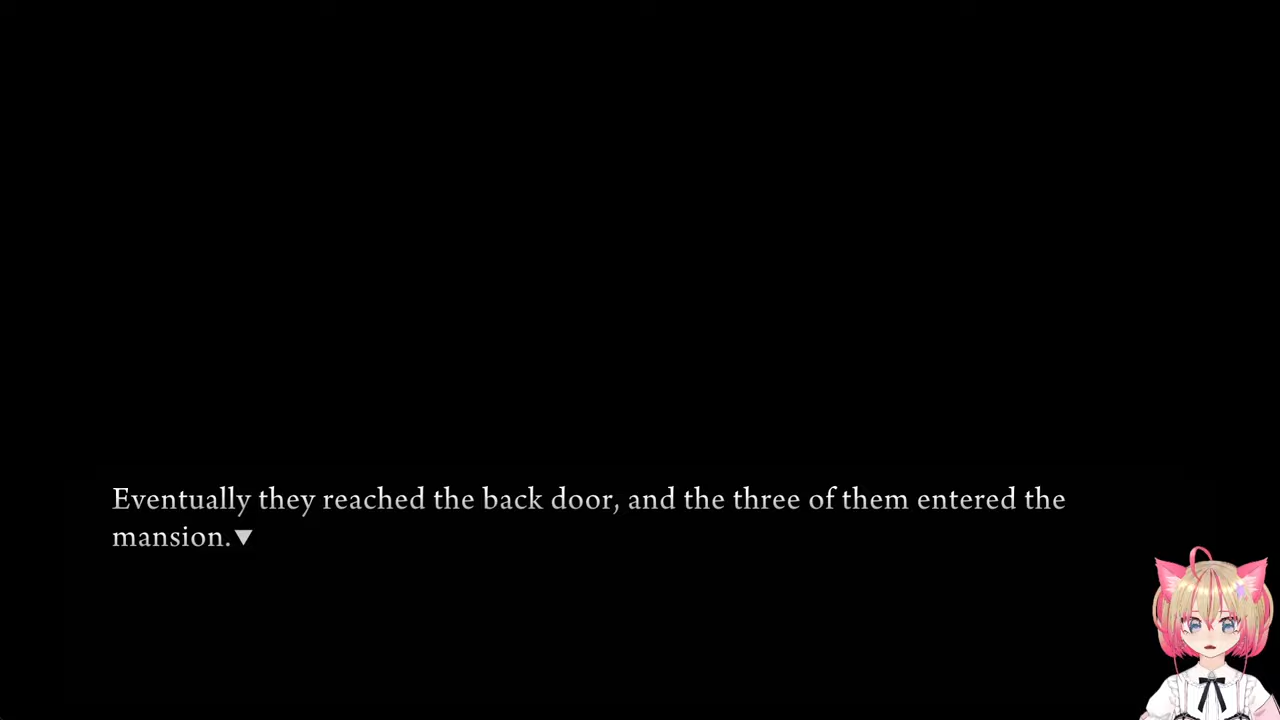 Eventually they reached the back door, and the three of them entered the
mansion.▼